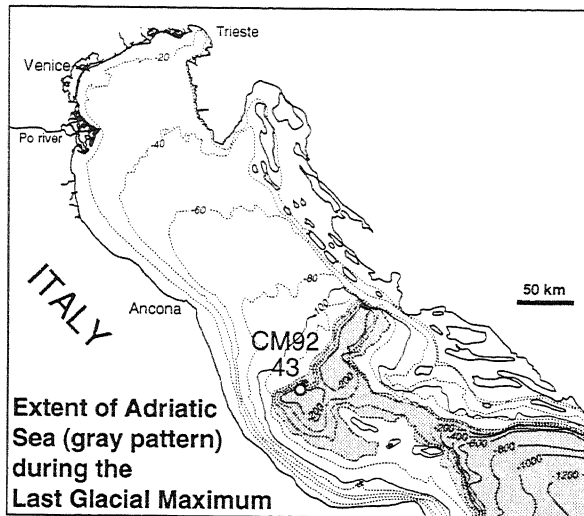 Trieste
Venice
-20
Po river
-40
-60
-80
-100
ITALY
Ancona
50 km
CM92
43
-200
-200
-400
-600
-800
-1000
-1200
Extent of Adriatic
Sea (gray pattern)
during the
Last Glacial Maximum